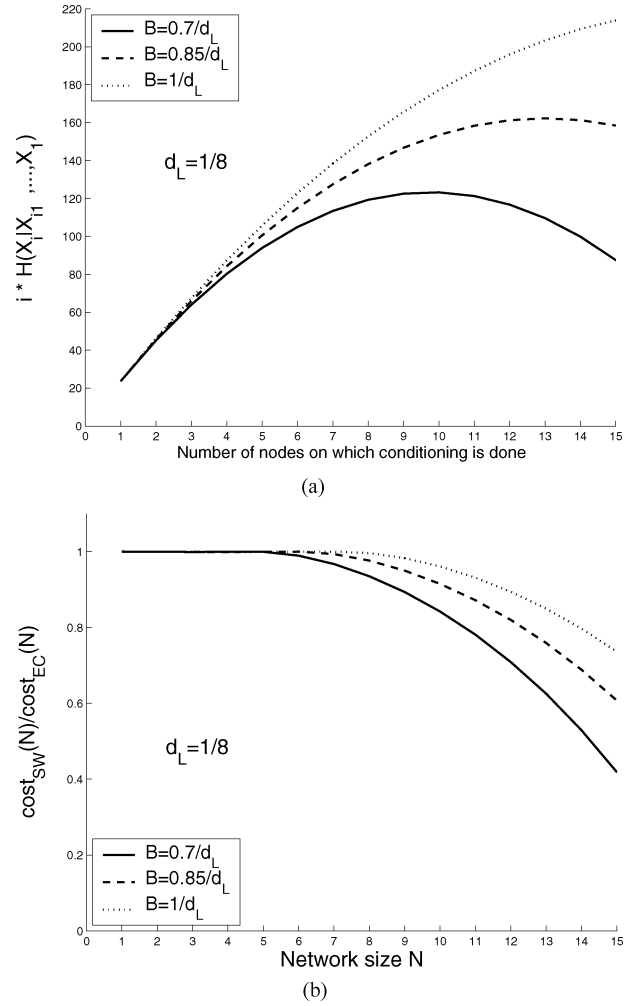 220
200
180
160
140
120
100
80
60
40
20
0
B=0.7/d_L
B=0.85/d_L
B=1/d_L
d_L=1/8
i * H(X_i|X_i1 ,....,X_1)
0 1 2 3 4 5 6 7 8 9 10 11 12 13 14 15
Number of nodes on which conditioning is done
(a)
1
0.8
0.6
0.4
0.2
0
cost_SW(N)/cost_EC(N)
d_L=1/8
B=0.7/d_L
B=0.85/d_L
B=1/d_L
0 1 2 3 4 5 6 7 8 9 10 11 12 13 14 15
Network size N
(b)